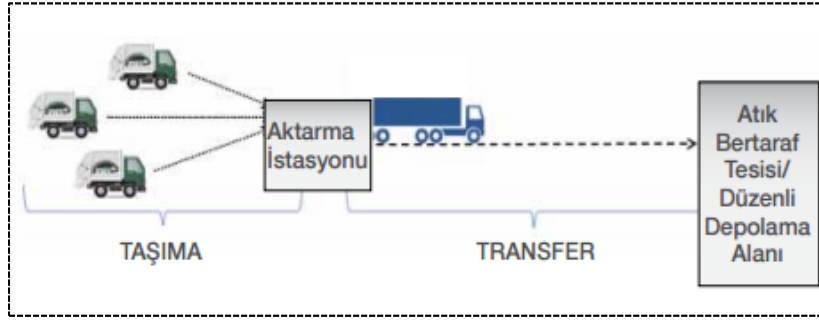 Aktarma
İstasyonu
Atık
Bertaraf
Tesisi/
Düzenli
Depolama
Alanı
TAŞIMA
TRANSFER